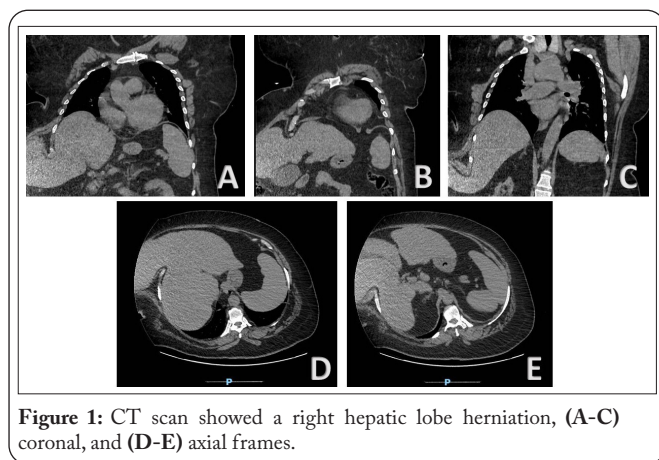 A
B
C
D
E
P
P
Figure 1: CT scan showed a right hepatic lobe herniation, (A-C)
coronal, and (D-E) axial frames.